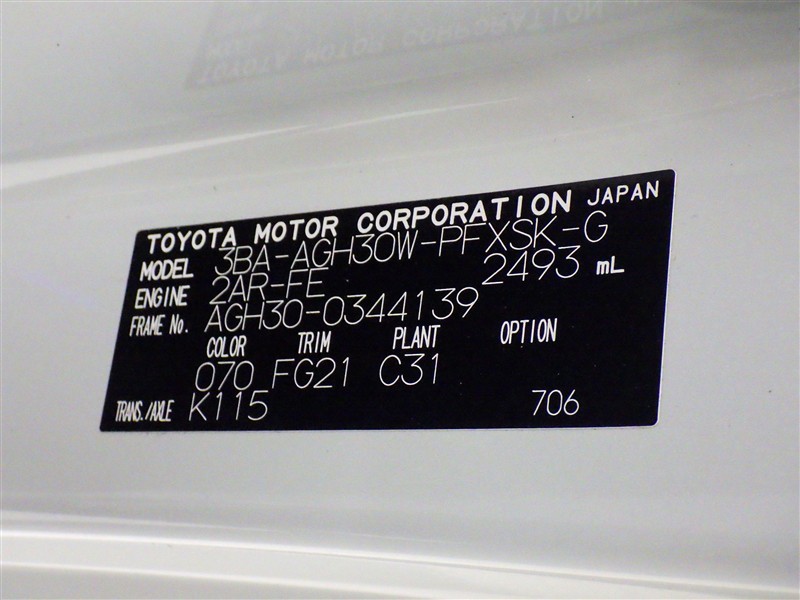 TOYOTA MOTOR CORPORATION JAPAN
MODEL 3BA-AGH30W-PFXSK-G
ENGINE 2AR-FE 2493 mL
FRAME No. AGH30-0344139
COLOR TRIM PLANT OPTION
070 FG21 C31
TRANS./AXLE K115 706